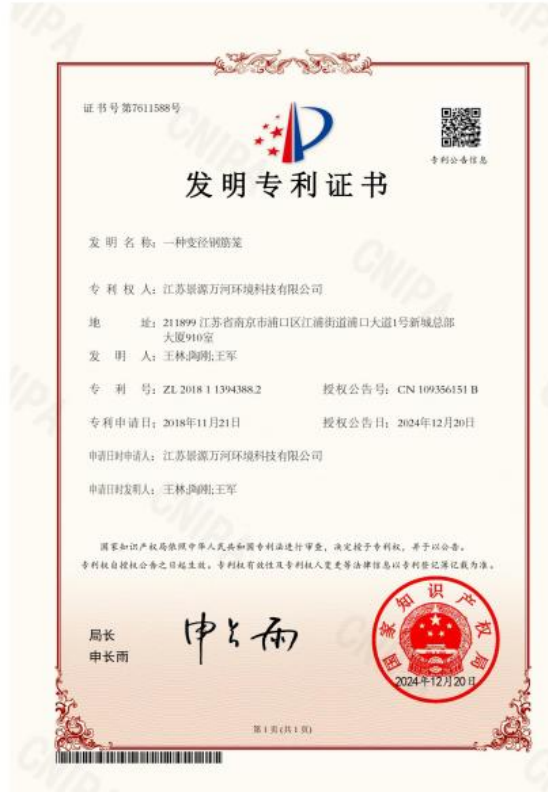 证书号第7611588号
专利公告信息
发明专利证书
发 明 名 称：一种变径钢筋笼
专 利 权 人：江苏景源万河环境科技有限公司
地 址：211899 江苏省南京市浦口区江浦街道浦口大道1号新城总部
大厦910室
发 明 人：王林;陶刚;王军
专 利 号：ZL 2018 1 1394388.2 授权公告号：CN 109356151 B
专利申请日：2018年11月21日 授权公告日：2024年12月20日
申请日时申请人：江苏景源万河环境科技有限公司
申请日时发明人：王林;陶刚;王军
国家知识产权局依照中华人民共和国专利法进行审查，决定授予专利权，并予以公告。
专利权自授权公告之日起生效。专利权有效性及专利权人变更等法律信息以专利登记簿记载为准。
局长
申长雨
申长雨
国家知识产权局
2024年12月20日
第 1 页 (共 1 页)
CNIPA